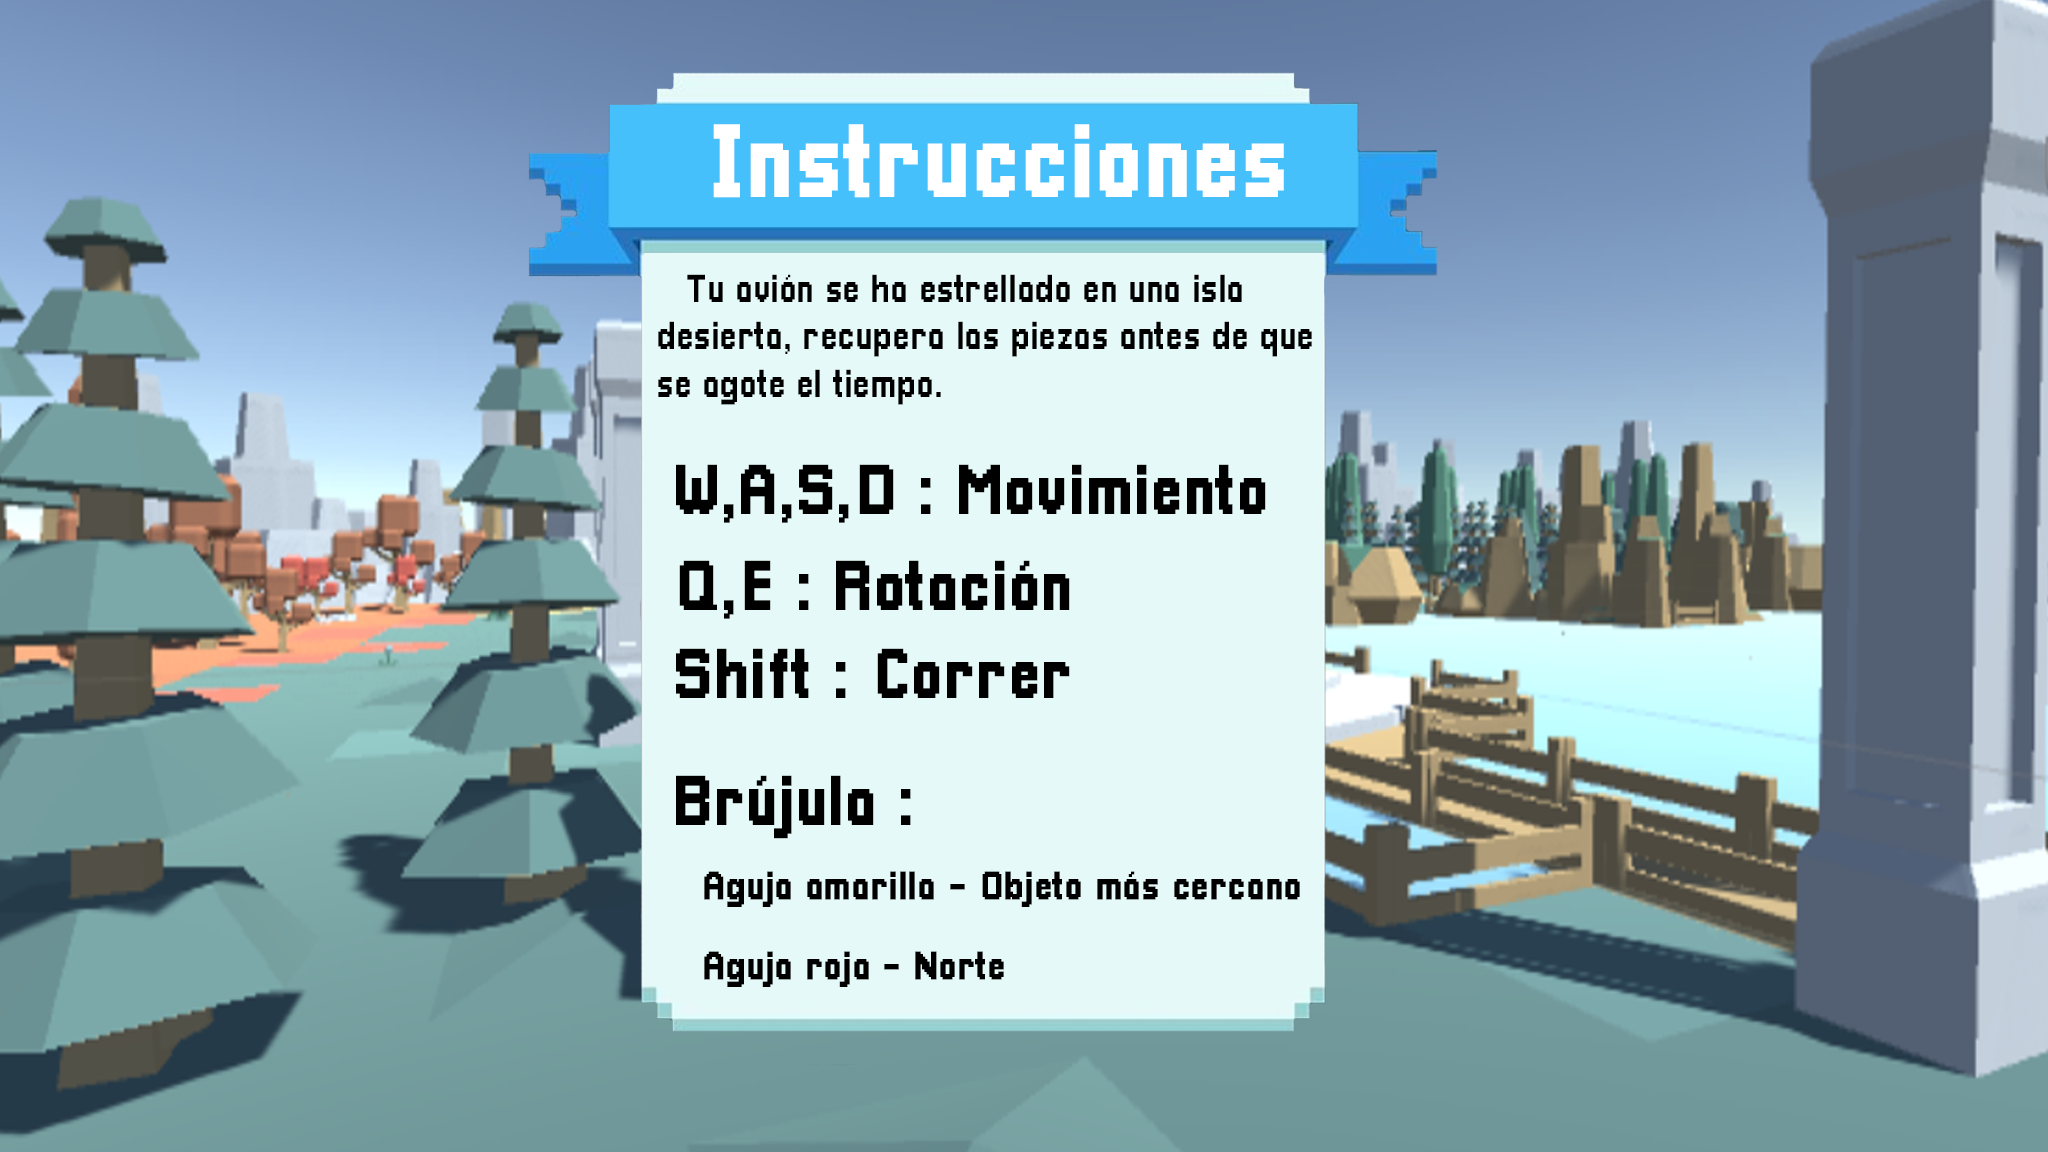 Instrucciones
Tu avión se ha estrellado en una isla
desierta, recupera las piezas antes de que
se agote el tiempo.
W,A,S,D : Movimiento
Q,E : Rotación
Shift : Correr
Brújula :
Aguja amarilla - Objeto más cercano
Aguja roja - Norte